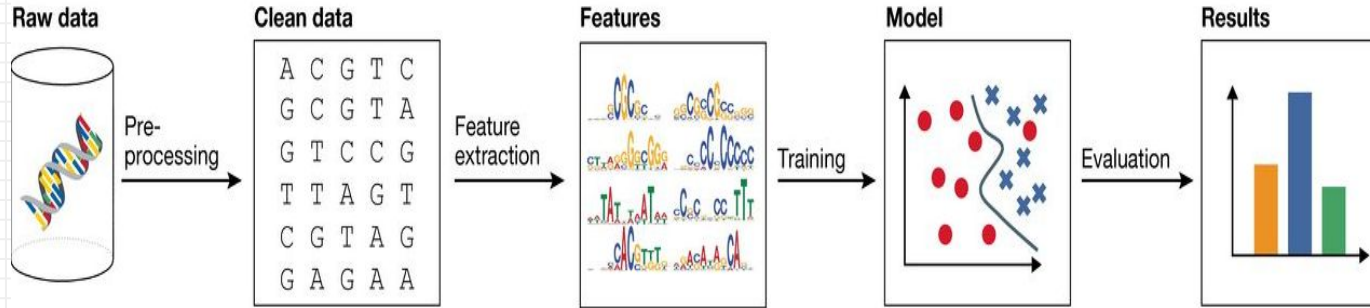 Raw data
Pre-
processing
Clean data
A C G T C
G C G T A
G T C C G
T T A G T
C G T A G
G A G A A
Feature
extraction
Features
Training
Model
Evaluation
Results